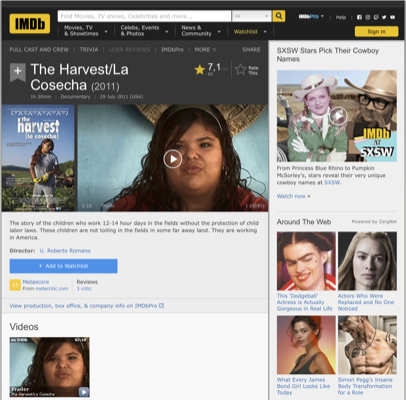 IMDb
Find Movies, TV shows, Celebrities and more...
All
Movies, TV
& Showtimes
Celebs, Events
& Photos
News &
Community
Watchlist
IMDbPro
Help
Sign in
FULL CAST AND CREW
TRIVIA
USER REVIEWS
IMDbPro
MORE
SHARE
The Harvest/La
Cosecha (2011)
7,1
Rate
This
1h 20min | Documentary | 29 July 2011 (USA)
the
harvest
(la cosecha)
2:18
Trailer
1 VIDEO
The story of the children who work 12-14 hour days in the fields without the protection of child
labor laws. These children are not toiling in the fields in some far away land. They are working
in America.
Director: U. Roberto Romano
+ Add to Watchlist
Metascore
From metacritic.com
Reviews
3 critic
View production, box office, & company info on IMDbPro
Videos
on IMDb
02:18
Trailer
The Harvest/La Cosecha
SXSW Stars Pick Their Cowboy
Names
IMDb
AT
SXSW
From Princess Blue Rhino to Pumpkin
McSorley's, stars reveal their very unique
cowboy names at SXSW.
Watch now »
Around The Web
Powered by ZergNet
This 'Dodgeball'
Actress is Actually
Gorgeous in Real Life
Actors Who Were
Replaced and No One
Noticed
What Every James
Bond Girl Looks Like
Today
Simon Pegg's Insane
Body Transformation
for a Role